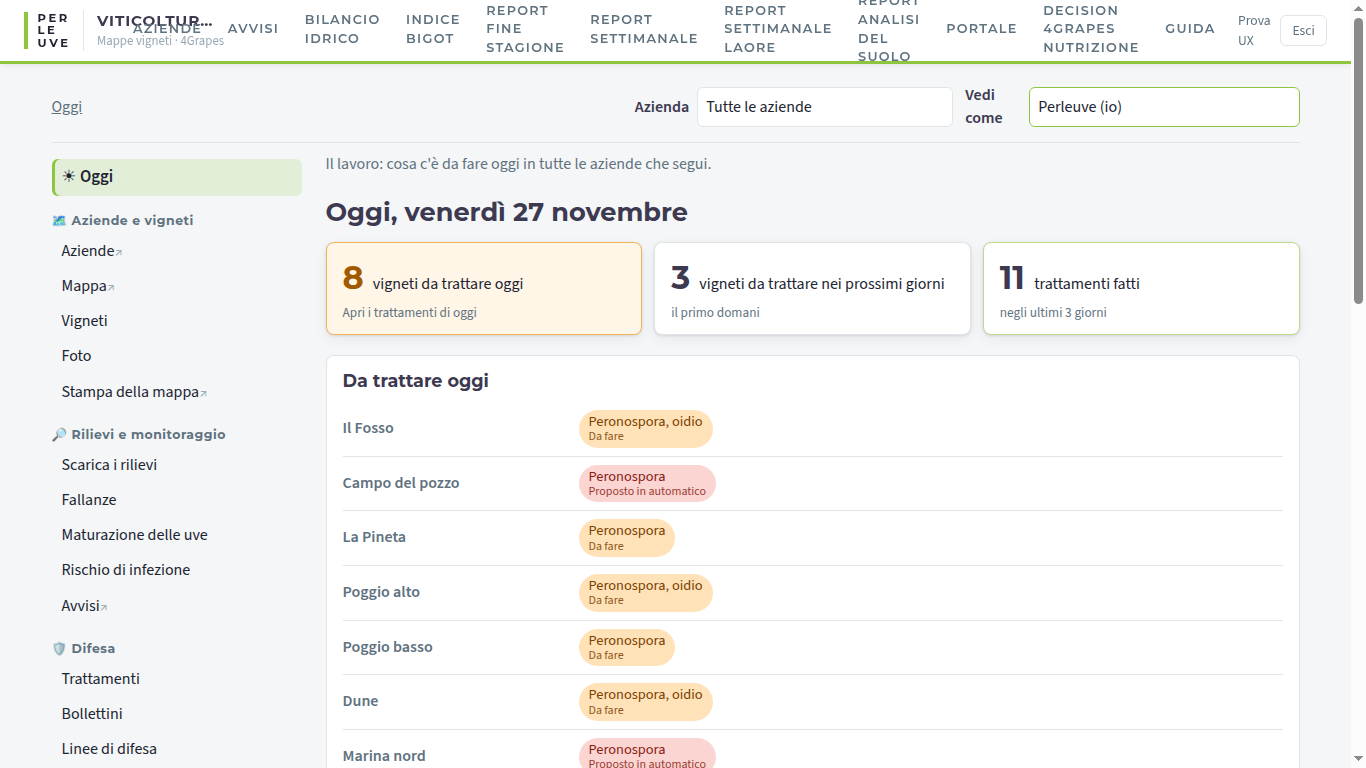 PER
LE
UVE
VITICOLTUR...
Mappe vigneti · 4Grapes
AZIENDE
AVVISI
BILANCIO
IDRICO
INDICE
BIGOT
REPORT
FINE
STAGIONE
REPORT
SETTIMANALE
REPORT
SETTIMANALE
LAORE
REPORT
ANALISI
DEL
SUOLO
PORTALE
DECISION
4GRAPES
NUTRIZIONE
GUIDA
Prova
UX
Esci
Oggi
Azienda
Tutte le aziende
Vedi
come
Perleuve (io)
☀ Oggi
🗺️ Aziende e vigneti
Aziende↗
Mappa↗
Vigneti
Foto
Stampa della mappa↗
🔎 Rilievi e monitoraggio
Scarica i rilievi
Fallanze
Maturazione delle uve
Rischio di infezione
Avvisi↗
🛡️ Difesa
Trattamenti
Bollettini
Linee di difesa
Il lavoro: cosa c'è da fare oggi in tutte le aziende che segui.
Oggi, venerdì 27 novembre
8 vigneti da trattare oggi
Apri i trattamenti di oggi
3 vigneti da trattare nei prossimi giorni
il primo domani
11 trattamenti fatti
negli ultimi 3 giorni
Da trattare oggi
Il Fosso
Peronospora, oidio
Da fare
Campo del pozzo
Peronospora
Proposto in automatico
La Pineta
Peronospora
Da fare
Poggio alto
Peronospora, oidio
Da fare
Poggio basso
Peronospora
Da fare
Dune
Peronospora, oidio
Da fare
Marina nord
Peronospora
Proposto in automatico